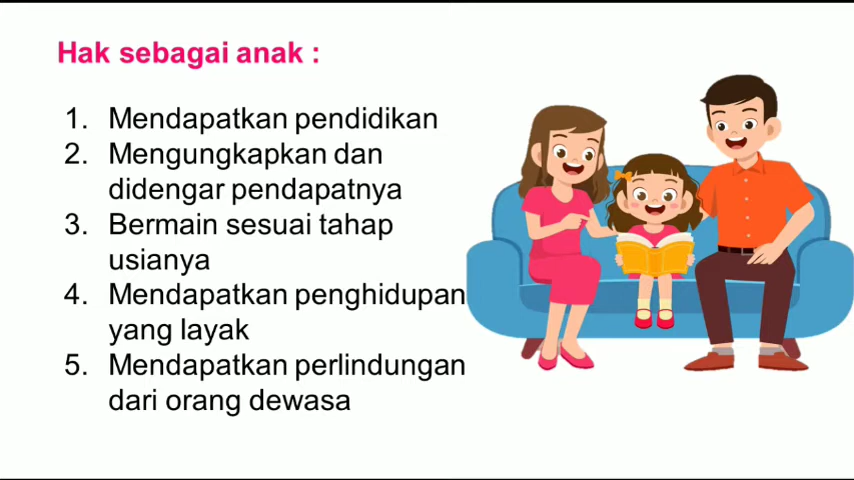 Hak sebagai anak :
1. Mendapatkan pendidikan
2. Mengungkapkan dan
didengar pendapatnya
3. Bermain sesuai tahap
usianya
4. Mendapatkan penghidupan
yang layak
5. Mendapatkan perlindungan
dari orang dewasa